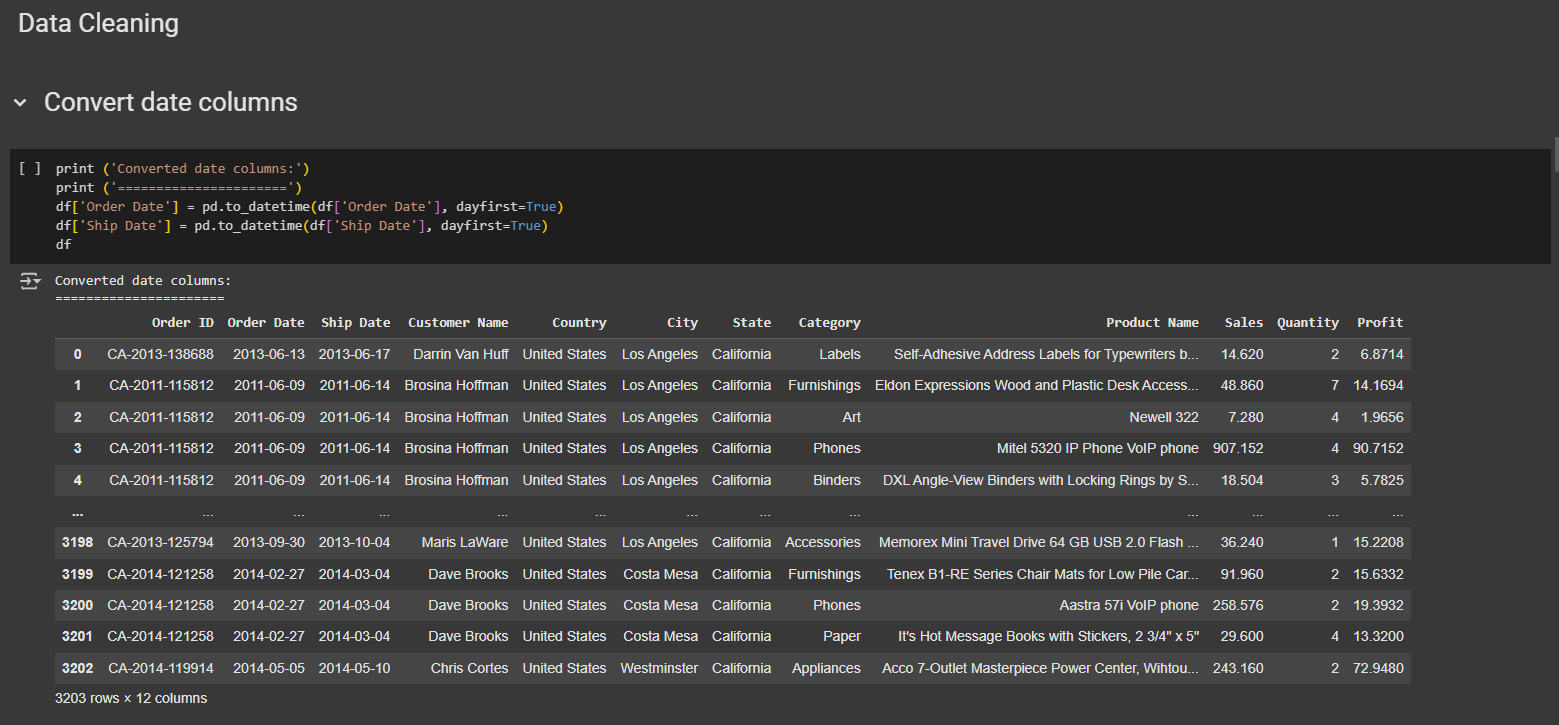 Data Cleaning
Convert date columns
[ ] print ('Converted date columns:')
print ('======================')
df['Order Date'] = pd.to_datetime(df['Order Date'], dayfirst=True)
df['Ship Date'] = pd.to_datetime(df['Ship Date'], dayfirst=True)
df
Converted date columns:
======================
Order ID Order Date Ship Date Customer Name Country City State Category Product Name Sales Quantity Profit
0 CA-2013-138688 2013-06-13 2013-06-17 Darrin Van Huff United States Los Angeles California Labels Self-Adhesive Address Labels for Typewriters b... 14.620 2 6.8714
1 CA-2011-115812 2011-06-09 2011-06-14 Brosina Hoffman United States Los Angeles California Furnishings Eldon Expressions Wood and Plastic Desk Access... 48.860 7 14.1694
2 CA-2011-115812 2011-06-09 2011-06-14 Brosina Hoffman United States Los Angeles California Art Newell 322 7.280 4 1.9656
3 CA-2011-115812 2011-06-09 2011-06-14 Brosina Hoffman United States Los Angeles California Phones Mitel 5320 IP Phone VoIP phone 907.152 4 90.7152
4 CA-2011-115812 2011-06-09 2011-06-14 Brosina Hoffman United States Los Angeles California Binders DXL Angle-View Binders with Locking Rings by S... 18.504 3 5.7825
... ... ... ... ... ... ... ... ... ... ... ... ...
3198 CA-2013-125794 2013-09-30 2013-10-04 Maris LaWare United States Los Angeles California Accessories Memorex Mini Travel Drive 64 GB USB 2.0 Flash ... 36.240 1 15.2208
3199 CA-2014-121258 2014-02-27 2014-03-04 Dave Brooks United States Costa Mesa California Furnishings Tenex B1-RE Series Chair Mats for Low Pile Car... 91.960 2 15.6332
3200 CA-2014-121258 2014-02-27 2014-03-04 Dave Brooks United States Costa Mesa California Phones Aastra 57i VoIP phone 258.576 2 19.3932
3201 CA-2014-121258 2014-02-27 2014-03-04 Dave Brooks United States Costa Mesa California Paper It's Hot Message Books with Stickers, 2 3/4" x 5" 29.600 4 13.3200
3202 CA-2014-119914 2014-05-05 2014-05-10 Chris Cortes United States Westminster California Appliances Acco 7-Outlet Masterpiece Power Center, Wihtou... 243.160 2 72.9480
3203 rows × 12 columns